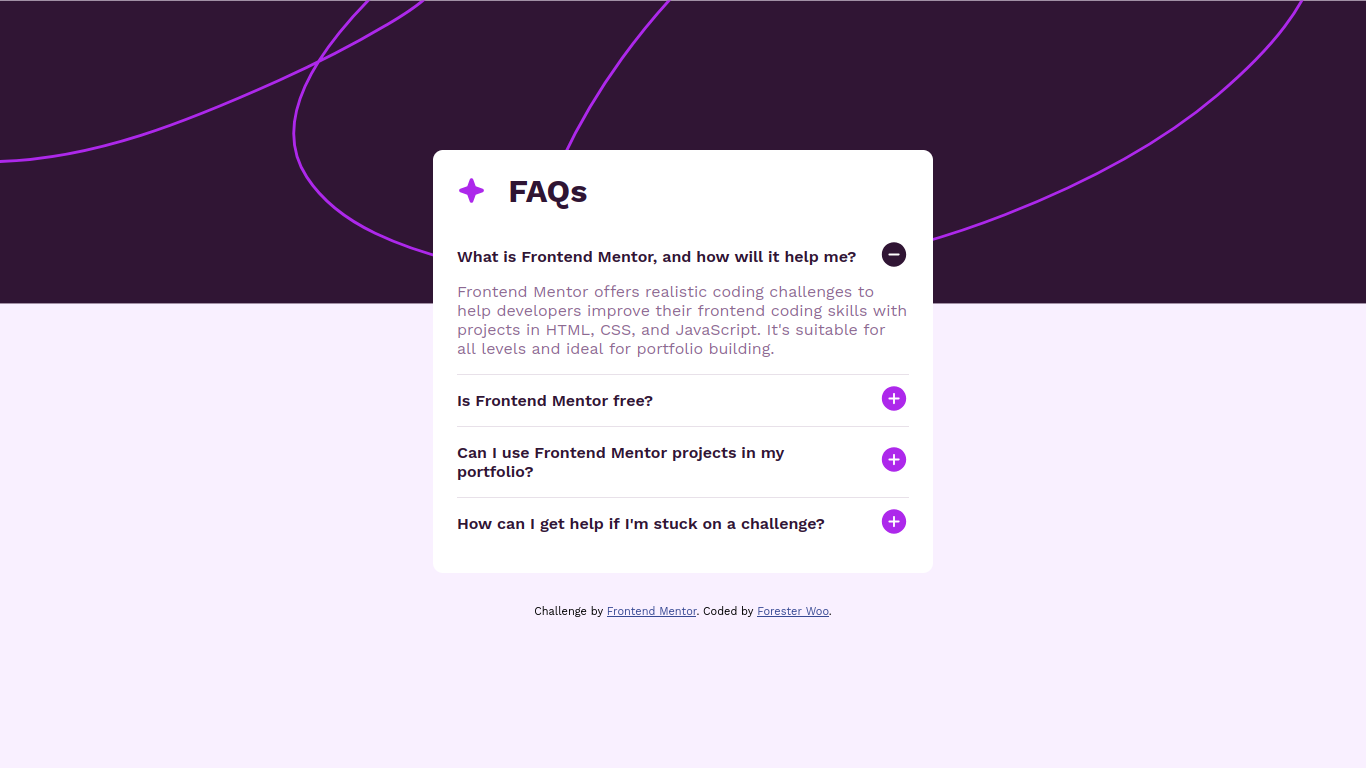 FAQs
What is Frontend Mentor, and how will it help me?
Frontend Mentor offers realistic coding challenges to
help developers improve their frontend coding skills with
projects in HTML, CSS, and JavaScript. It's suitable for
all levels and ideal for portfolio building.
Is Frontend Mentor free?
Can I use Frontend Mentor projects in my
portfolio?
How can I get help if I'm stuck on a challenge?
Challenge by Frontend Mentor. Coded by Forester Woo.